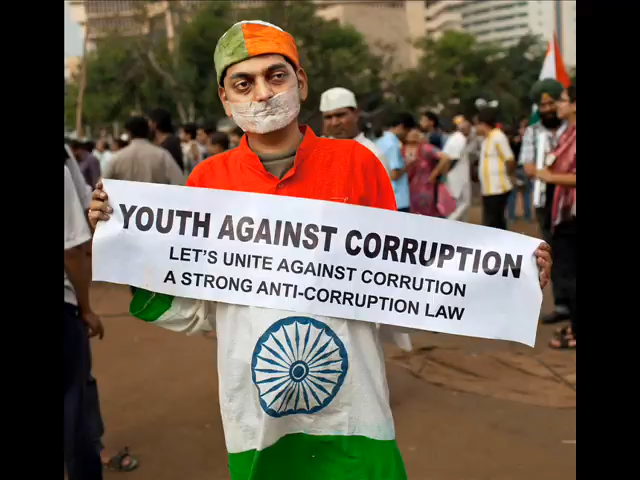 YOUTH AGAINST CORRUPTION
LET'S UNITE AGAINST CORRUTION
A STRONG ANTI-CORRUPTION LAW